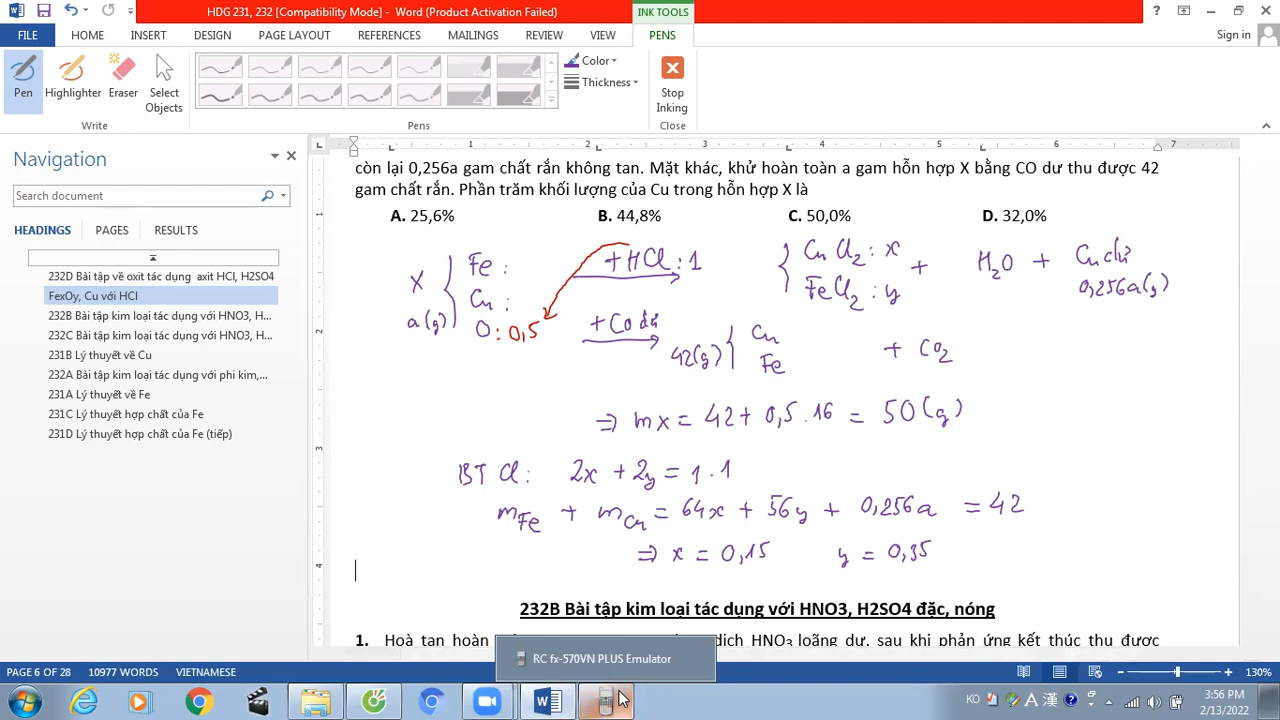 HDG 231, 232 [Compatibility Mode] - Word (Product Activation Failed)
INK TOOLS
FILE HOME INSERT DESIGN PAGE LAYOUT REFERENCES MAILINGS REVIEW VIEW PENS
Sign in
Pen Highlighter Eraser Select Objects
Color
Thickness
Stop Inking
Write Pens Close
Navigation
Search document
HEADINGS PAGES RESULTS
232D Bài tập về oxit tác dụng axit HCl, H2SO4
FexOy, Cu với HCl
232B Bài tập kim loại tác dụng với HNO3, H...
232C Bài tập kim loại tác dụng với HNO3, H...
231B Lý thuyết về Cu
232A Bài tập kim loại tác dụng với phi kim,...
231A Lý thuyết về Fe
231C Lý thuyết hợp chất của Fe
231D Lý thuyết hợp chất của Fe (tiếp)
1 2 3 4 5 6 7
còn lại 0,256a gam chất rắn không tan. Mặt khác, khử hoàn toàn a gam hỗn hợp X bằng CO dư thu được 42
gam chất rắn. Phần trăm khối lượng của Cu trong hỗn hợp X là
A. 25,6% B. 44,8% C. 50,0% D. 32,0%
X a(g) { Fe : Cu : O : 0,5
+ HCl : 1
{ CuCl2 : x FeCl2 : y + H2O + Cu dư 0,256a(g)
+ CO dư
42(g) { Cu Fe + CO2
⇒ mX = 42 + 0,5 . 16 = 50(g)
BT Cl: 2x + 2y = 1 . 1
mFe + mCu = 64x + 56y + 0,256a = 42
⇒ x = 0,15 y = 0,35
232B Bài tập kim loại tác dụng với HNO3, H2SO4 đặc, nóng
1. Hoà tan hoàn dịch HNO3 loãng dư, sau khi phản ứng kết thúc thu được
RC fx-570VN PLUS Emulator
PAGE 6 OF 28 10977 WORDS VIETNAMESE
130%
KO A 漢
3:56 PM
2/13/2022